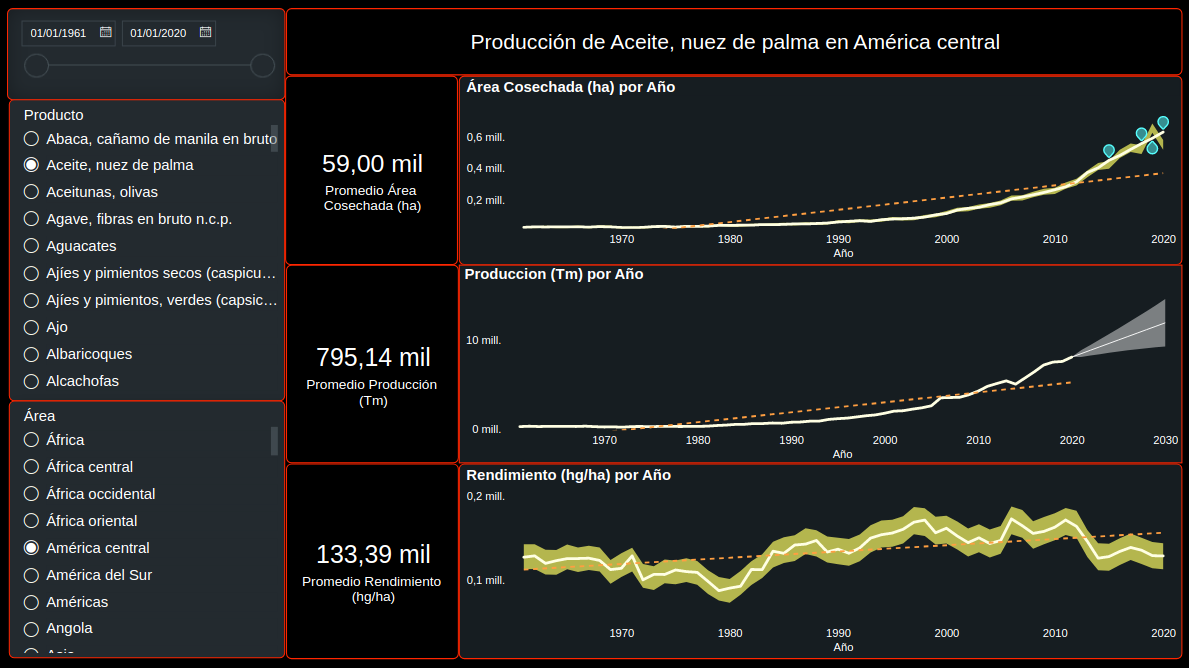 01/01/1961
01/01/2020
Producto
Abaca, cañamo de manila en bruto
Aceite, nuez de palma
Aceitunas, olivas
Agave, fibras en bruto n.c.p.
Aguacates
Ajíes y pimientos secos (caspicu…
Ajíes y pimientos, verdes (capsic…
Ajo
Albaricoques
Alcachofas
Área
África
África central
África occidental
África oriental
América central
América del Sur
Américas
Angola
Producción de Aceite, nuez de palma en América central
59,00 mil
Promedio Área
Cosechada (ha)
Área Cosechada (ha) por Año
0,6 mill.
0,4 mill.
0,2 mill.
1970 1980 1990 2000 2010 2020
Año
795,14 mil
Promedio Producción
(Tm)
Produccion (Tm) por Año
10 mill.
0 mill.
1970 1980 1990 2000 2010 2020 2030
Año
133,39 mil
Promedio Rendimiento
(hg/ha)
Rendimiento (hg/ha) por Año
0,2 mill.
0,1 mill.
1970 1980 1990 2000 2010 2020
Año